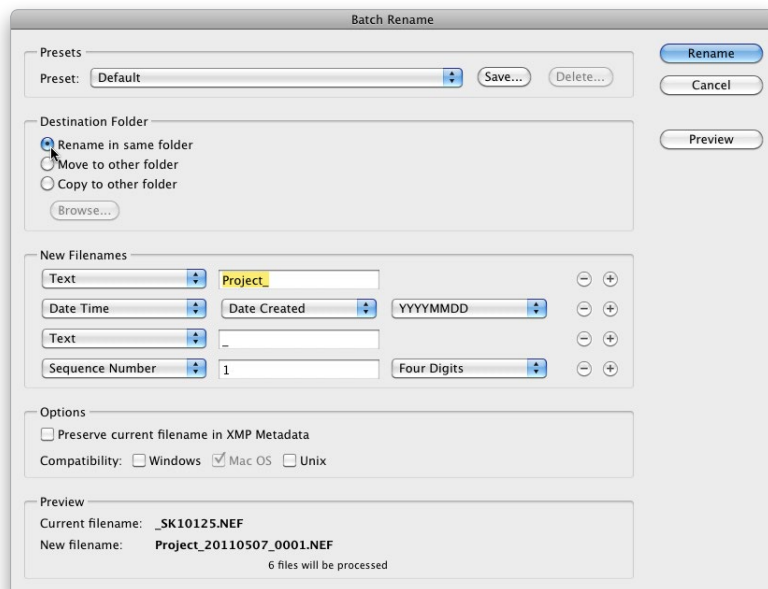 Batch Rename
Presets
Preset: Default Save... Delete...
Rename
Cancel
Preview
Destination Folder
Rename in same folder
Move to other folder
Copy to other folder
Browse...
New Filenames
Text Project_
Date Time Date Created YYYYMMDD
Text _
Sequence Number 1 Four Digits
Options
Preserve current filename in XMP Metadata
Compatibility: Windows Mac OS Unix
Preview
Current filename: _SK10125.NEF
New filename: Project_20110507_0001.NEF
6 files will be processed